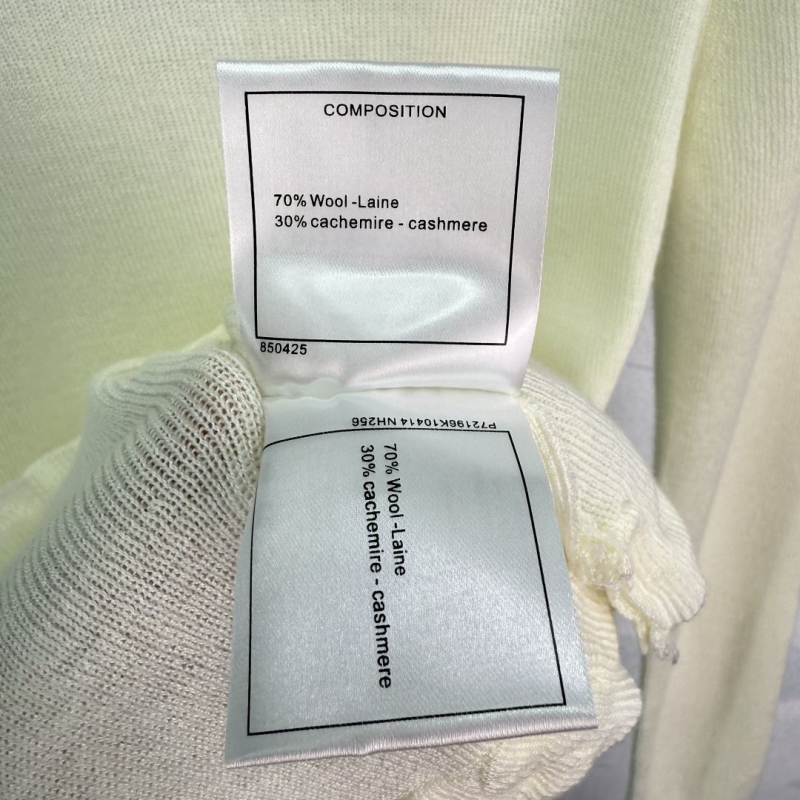 COMPOSITION
70% Wool -Laine
30% cachemire - cashmere
850425
P72196K10414 NH256
70% Wool -Laine
30% cachemire - cashmere